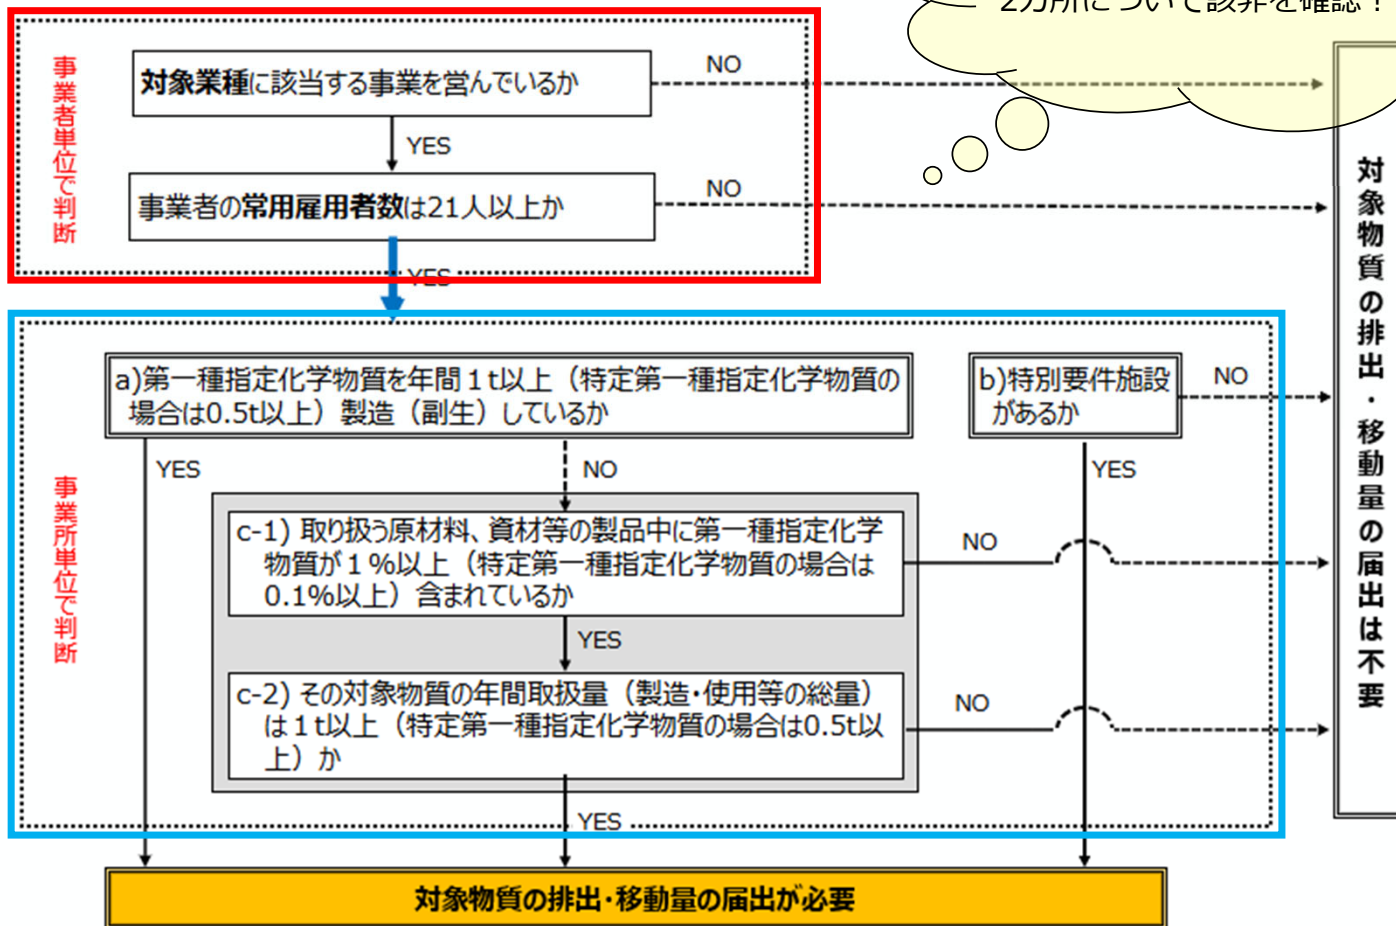 2カ所について該非を確認！
事業者単位で判断
対象業種に該当する事業を営んでいるか
NO
YES
事業者の常用雇用者数は21人以上か
NO
YES
対象物質の排出・移動量の届出は不要
事業所単位で判断
a)第一種指定化学物質を年間１t以上（特定第一種指定化学物質の
場合は0.5t以上）製造（副生）しているか
b)特別要件施設
があるか
NO
YES
NO
YES
c-1) 取り扱う原材料、資材等の製品中に第一種指定化学
物質が１%以上（特定第一種指定化学物質の場合は
0.1%以上）含まれているか
NO
YES
c-2) その対象物質の年間取扱量（製造・使用等の総量）
は１t以上（特定第一種指定化学物質の場合は0.5t以
上）か
NO
YES
対象物質の排出・移動量の届出が必要